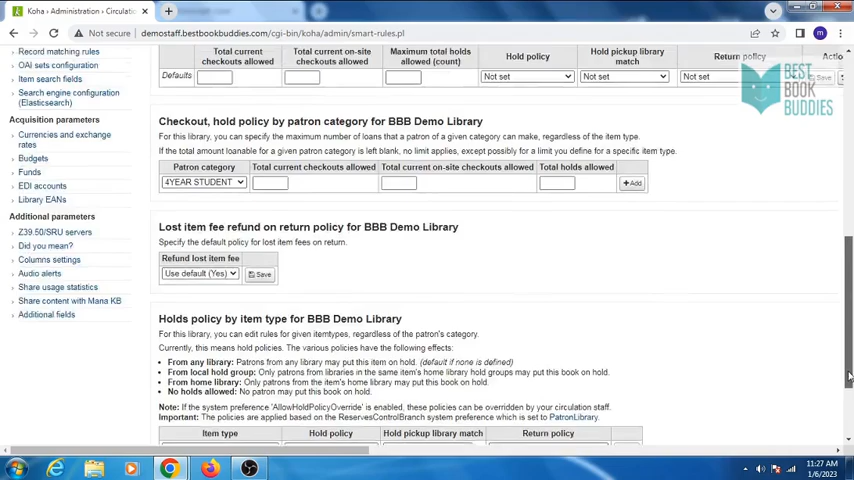 Koha › Administration › Circulatio
Not secure | demostaff.bestbookbuddies.com/cgi-bin/koha/admin/smart-rules.pl
m
Record matching rules
OAI sets configuration
Item search fields
Search engine configuration
(Elasticsearch)
Acquisition parameters
Currencies and exchange
rates
Budgets
Funds
EDI accounts
Library EANs
Additional parameters
Z39.50/SRU servers
Did you mean?
Columns settings
Audio alerts
Share usage statistics
Share content with Mana KB
Additional fields
Total current checkouts allowed
Total current on-site checkouts allowed
Maximum total holds allowed (count)
Hold policy
Hold pickup library match
Return policy
Actio
Defaults
Not set
Not set
Not set
Save
BEST
BOOK
BUDDIES
Checkout, hold policy by patron category for BBB Demo Library
For this library, you can specify the maximum number of loans that a patron of a given category can make, regardless of the item type.
If the total amount loanable for a given patron category is left blank, no limit applies, except possibly for a limit you define for a specific item type.
Patron category Total current checkouts allowed Total current on-site checkouts allowed Total holds allowed
4YEAR STUDENT
+Add
Lost item fee refund on return policy for BBB Demo Library
Specify the default policy for lost item fees on return.
Refund lost item fee
Use default (Yes)
Save
Holds policy by item type for BBB Demo Library
For this library, you can edit rules for given itemtypes, regardless of the patron's category.
Currently, this means hold policies. The various policies have the following effects:
• From any library: Patrons from any library may put this item on hold. (default if none is defined)
• From local hold group: Only patrons from libraries in the same item's home library hold groups may put this book on hold.
• From home library: Only patrons from the item's home library may put this book on hold.
• No holds allowed: No patron may put this book on hold.
Note: If the system preference 'AllowHoldPolicyOverride' is enabled, these policies can be overridden by your circulation staff.
Important: The policies are applied based on the ReservesControlBranch system preference which is set to PatronLibrary.
Item type Hold policy Hold pickup library match Return policy
11:27 AM
1/6/2023